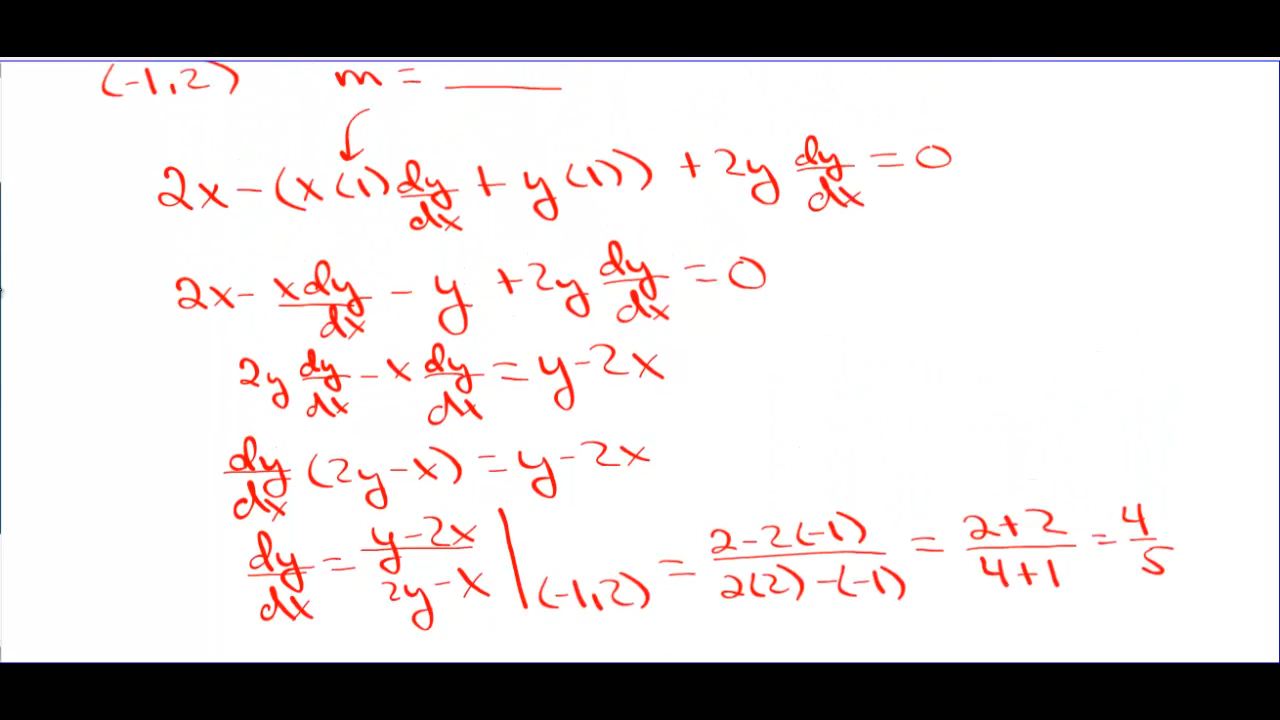 (-1,2) m = ____
2x - (x(1) dy/dx + y(1)) + 2y dy/dx = 0
2x - xdy/dx - y + 2y dy/dx = 0
2y dy/dx - x dy/dx = y - 2x
dy/dx (2y - x) = y - 2x
dy/dx = y-2x/2y-x |(-1,2) = 2-2(-1)/2(2)-(-1) = 2+2/4+1 = 4/5